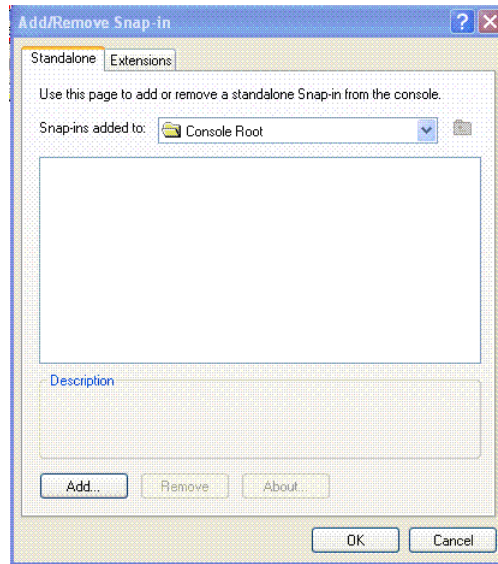 Add/Remove Snap-in
Standalone Extensions
Use this page to add or remove a standalone Snap-in from the console.
Snap-ins added to: Console Root
Description
Add... Remove About...
OK Cancel